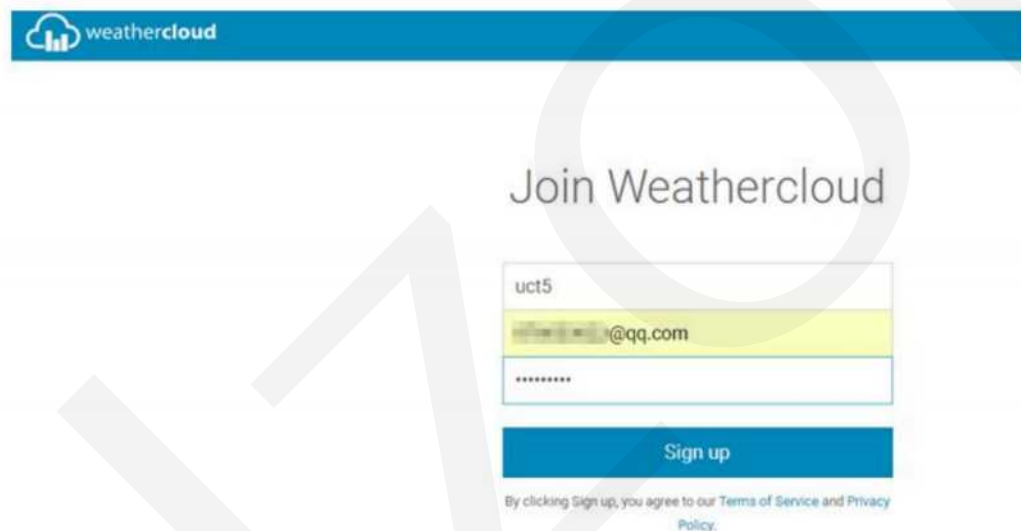 weathercloud
Join Weathercloud
uct5
@qq.com
•••••••••
Sign up
By clicking Sign up, you agree to our Terms of Service and Privacy
Policy.